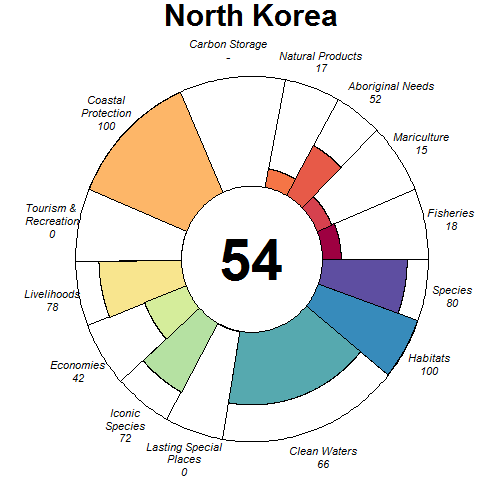 North Korea
Carbon Storage
-
Natural Products
17
Aboriginal Needs
52
Mariculture
15
Fisheries
18
Species
80
Habitats
100
Clean Waters
66
Lasting Special
Places
0
Iconic
Species
72
Economies
42
Livelihoods
78
Tourism &
Recreation
0
Coastal
Protection
100
54